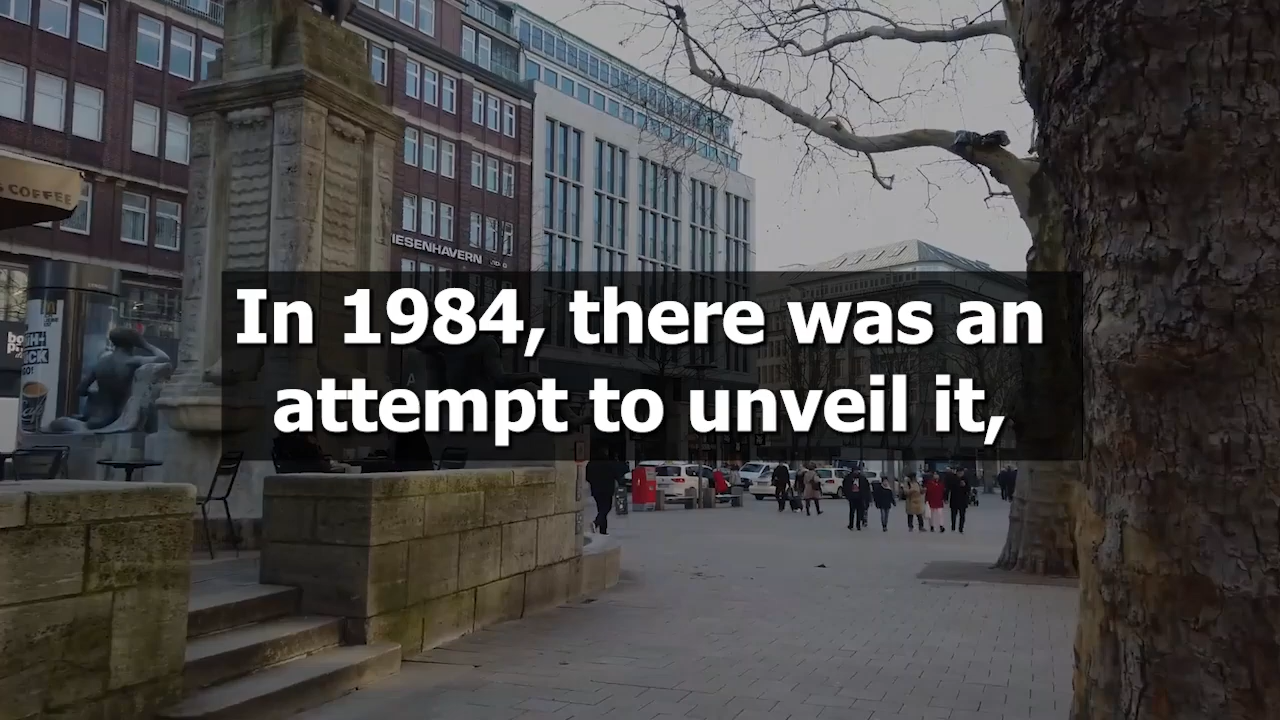 S COFFEE
IESENHAVERN
In 1984, there was an
attempt to unveil it,